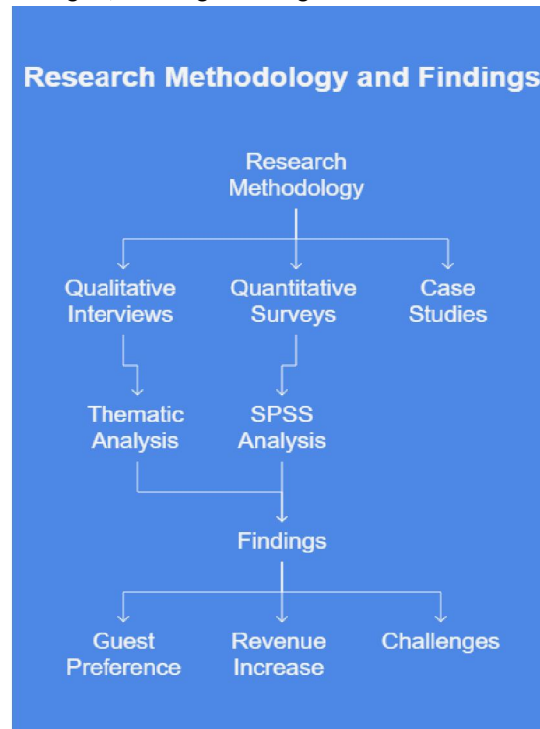 Research Methodology and Findings
Research
Methodology
Qualitative
Interviews
Quantitative
Surveys
Case
Studies
Thematic
Analysis
SPSS
Analysis
Findings
Guest
Preference
Revenue
Increase
Challenges